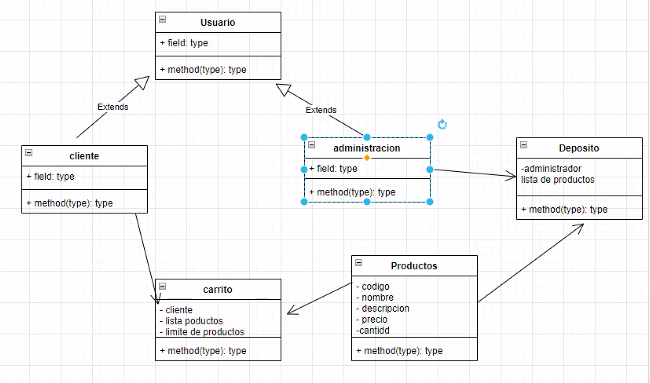 Usuario
+ field: type
+ method(type): type
Extends
Extends
cliente
+ field: type
+ method(type): type
administracion
+ field: type
+ method(type): type
Deposito
-administrador
lista de productos
+ method(type): type
carrito
- cliente
- lista poductos
- limite de productos
+ method(type): type
Productos
- codigo
- nombre
- descripcion
- precio
-cantidd
+ method(type): type